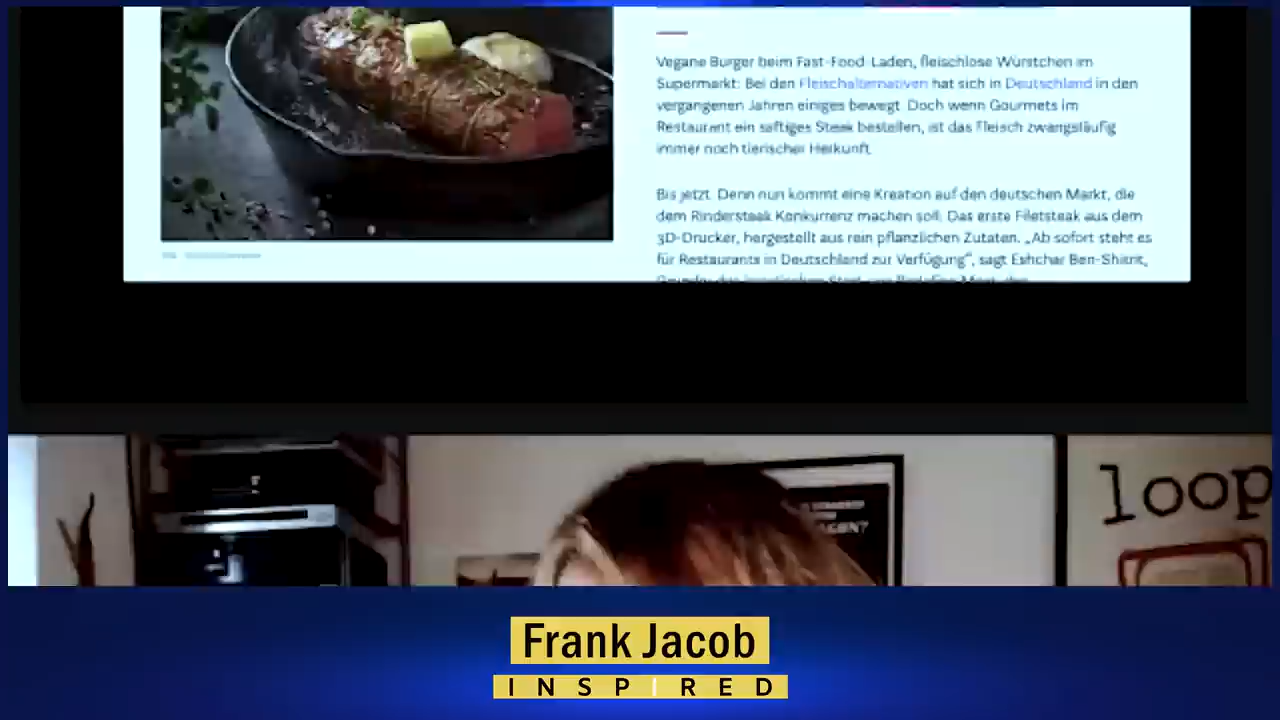 Vegane Burger beim Fast-Food-Laden, fleischlose Würstchen im
Supermarkt: Bei den Fleischalternativen hat sich in Deutschland in den
vergangenen Jahren einiges bewegt. Doch wenn Gourmets im
Restaurant ein saftiges Steak bestellen, ist das Fleisch zwangsläufig
immer noch tierischer Herkunft.
Bis jetzt. Denn nun kommt eine Kreation auf den deutschen Markt, die
dem Rindersteak Konkurrenz machen soll: Das erste Filetsteak aus dem
3D-Drucker, hergestellt aus rein pflanzlichen Zutaten. „Ab sofort steht es
für Restaurants in Deutschland zur Verfügung“, sagt Eshchar Ben-Shitrit,
loop
Frank Jacob
INSPIRED